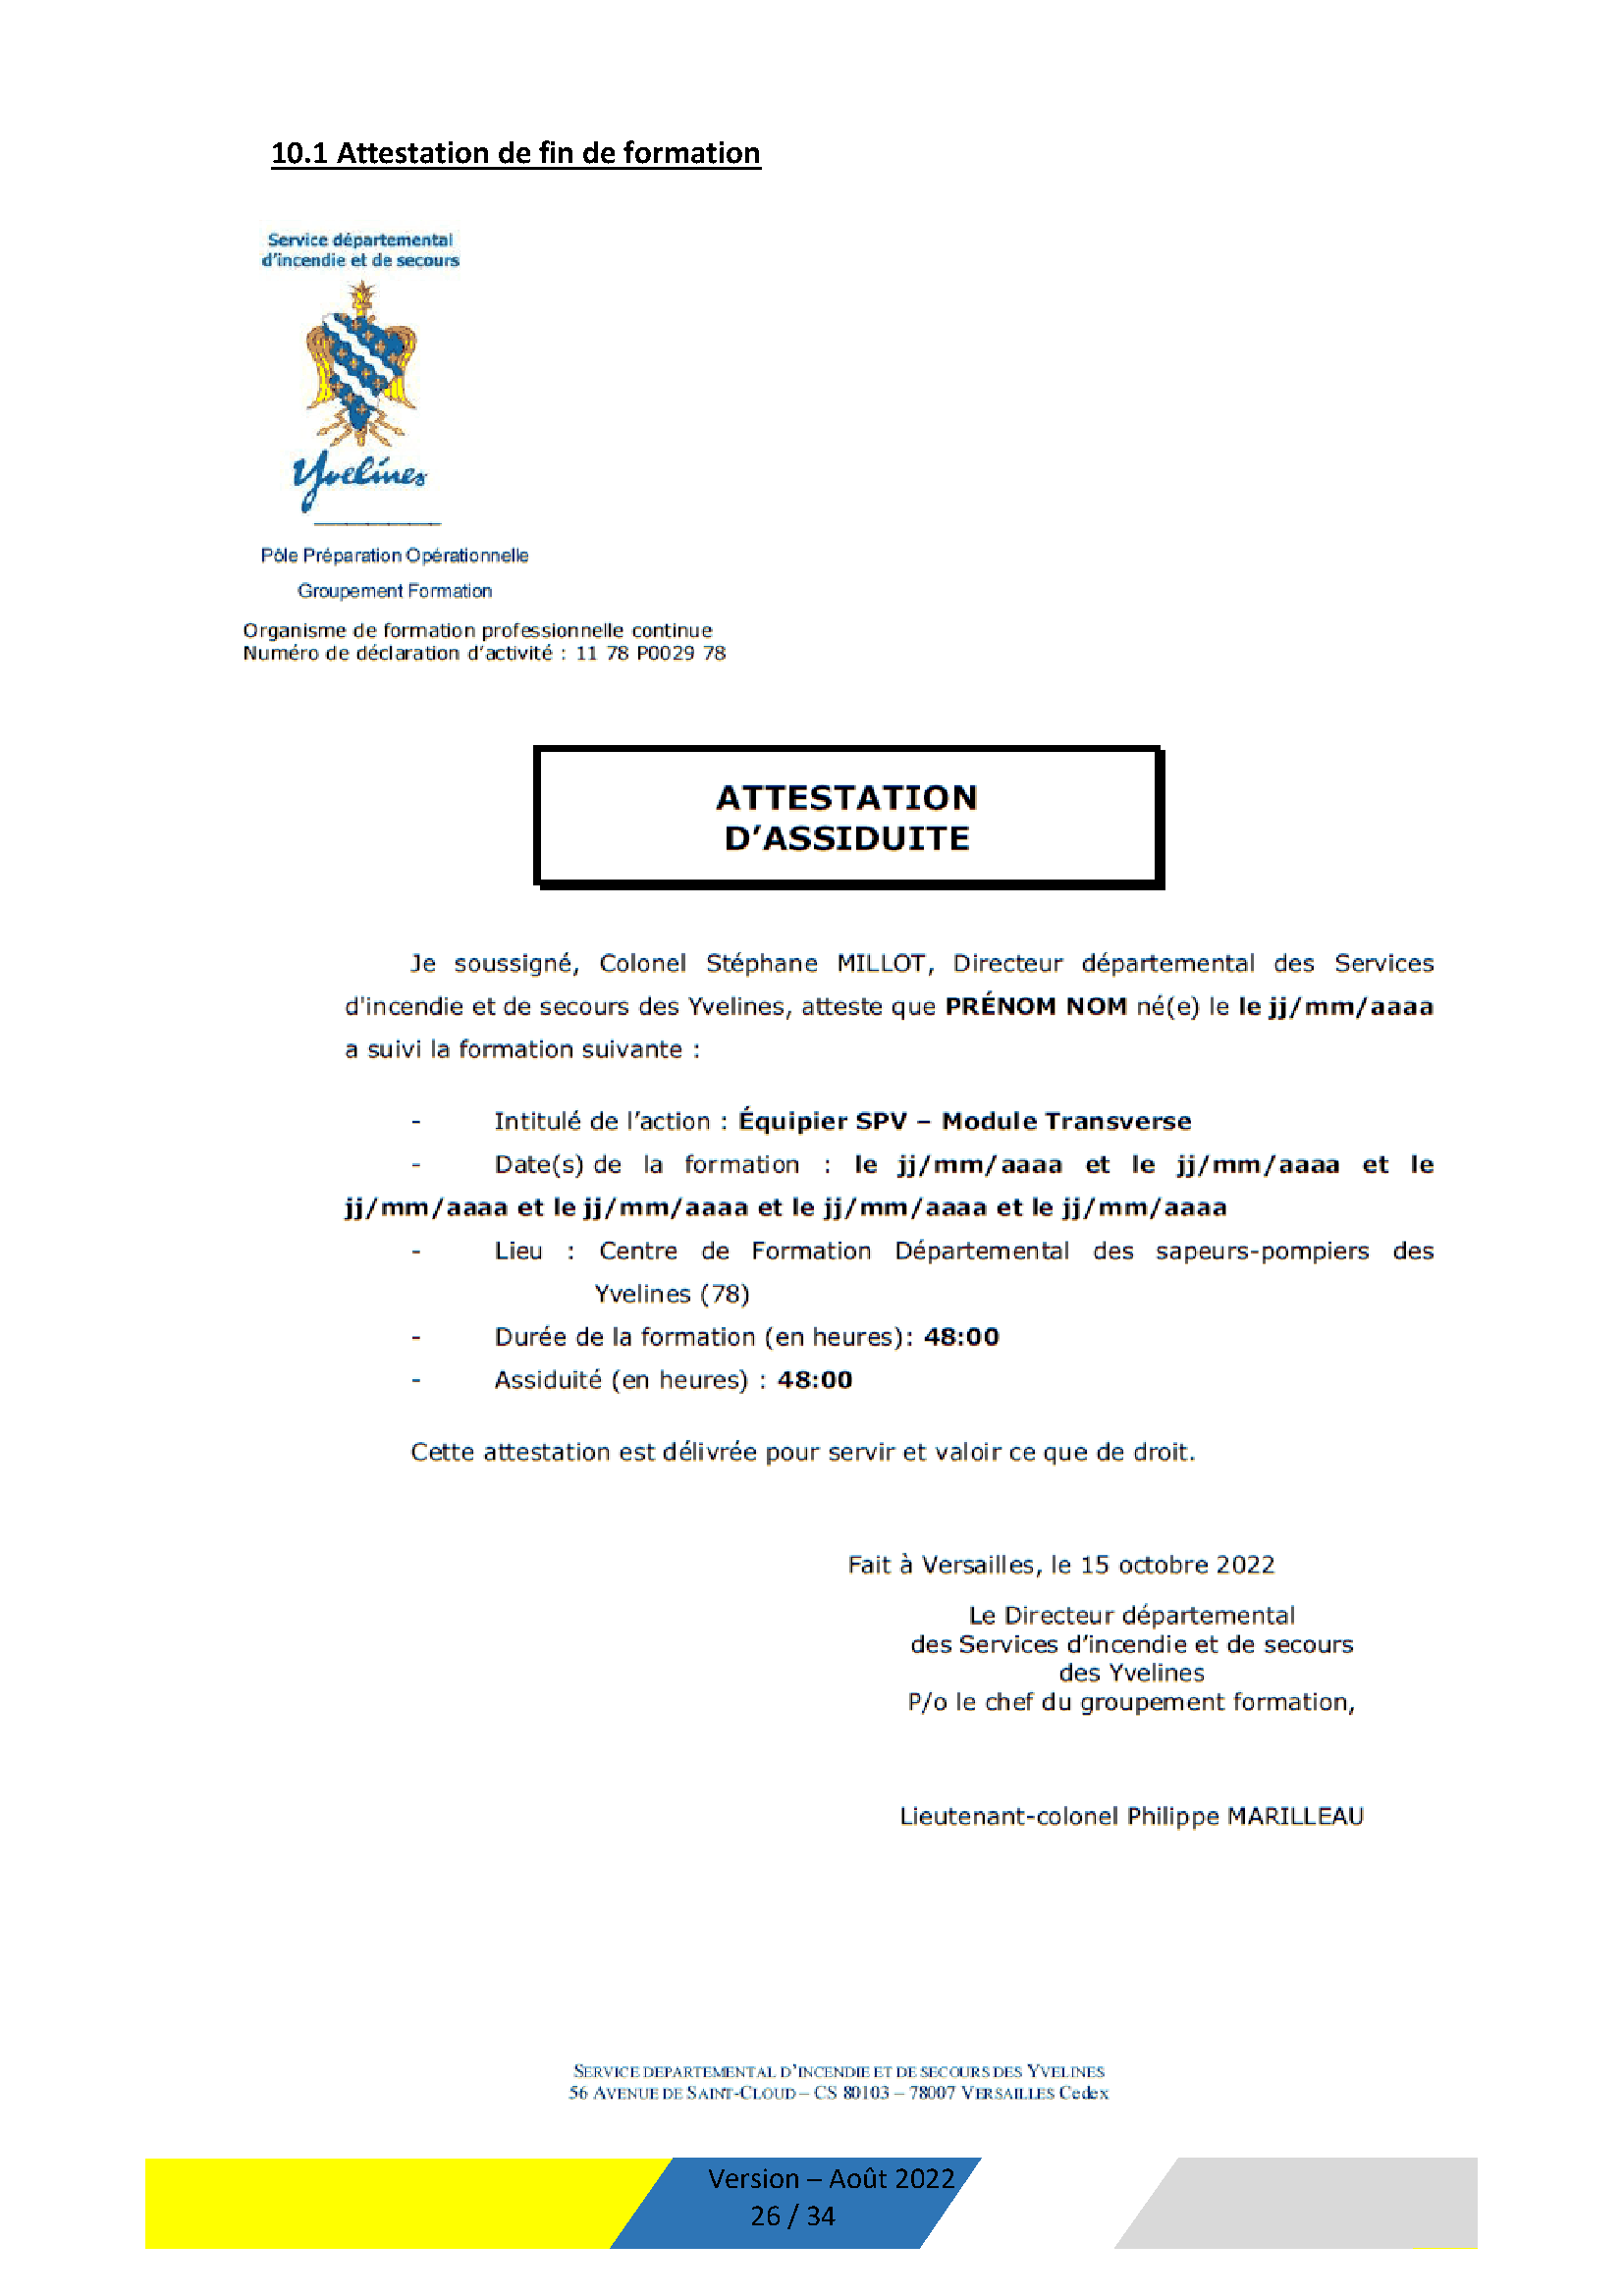 10.1 Attestation de fin de formation
Service départemental
d'incendie et de secours
Yvelines
Pôle Préparation Opérationnelle
Groupement Formation
Organisme de formation professionnelle continue
Numéro de déclaration d'activité : 11 78 P0029 78
ATTESTATION
D'ASSIDUITE
Je soussigné, Colonel Stéphane MILLOT, Directeur départemental des Services
d'incendie et de secours des Yvelines, atteste que PRÉNOM NOM né(e) le le jj/mm/aaaa
a suivi la formation suivante :
- Intitulé de l'action : Équipier SPV – Module Transverse
- Date(s) de la formation : le jj/mm/aaaa et le jj/mm/aaaa et le
jj/mm/aaaa et le jj/mm/aaaa et le jj/mm/aaaa et le jj/mm/aaaa
- Lieu : Centre de Formation Départemental des sapeurs-pompiers des
Yvelines (78)
- Durée de la formation (en heures): 48:00
- Assiduité (en heures) : 48:00
Cette attestation est délivrée pour servir et valoir ce que de droit.
Fait à Versailles, le 15 octobre 2022
Le Directeur départemental
des Services d'incendie et de secours
des Yvelines
P/o le chef du groupement formation,
Lieutenant-colonel Philippe MARILLEAU
SERVICE DEPARTEMENTAL D'INCENDIE ET DE SECOURS DES YVELINES
56 AVENUE DE SAINT-CLOUD – CS 80103 – 78007 VERSAILLES Cedex
Version – Août 2022
26 / 34